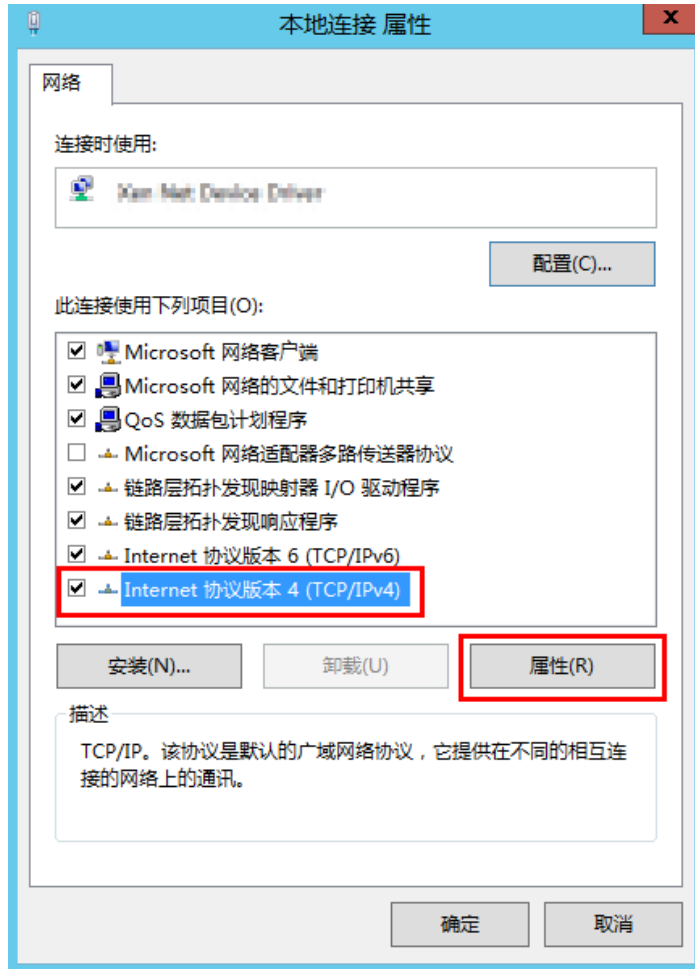 本地连接 属性
网络
连接时使用:
Xen Net Device Driver
配置(C)...
此连接使用下列项目(O):
Microsoft 网络客户端
Microsoft 网络的文件和打印机共享
QoS 数据包计划程序
Microsoft 网络适配器多路传送器协议
链路层拓扑发现映射器 I/O 驱动程序
链路层拓扑发现响应程序
Internet 协议版本 6 (TCP/IPv6)
Internet 协议版本 4 (TCP/IPv4)
安装(N)... 卸载(U) 属性(R)
描述
TCP/IP。该协议是默认的广域网络协议，它提供在不同的相互连
接的网络上的通讯。
确定 取消